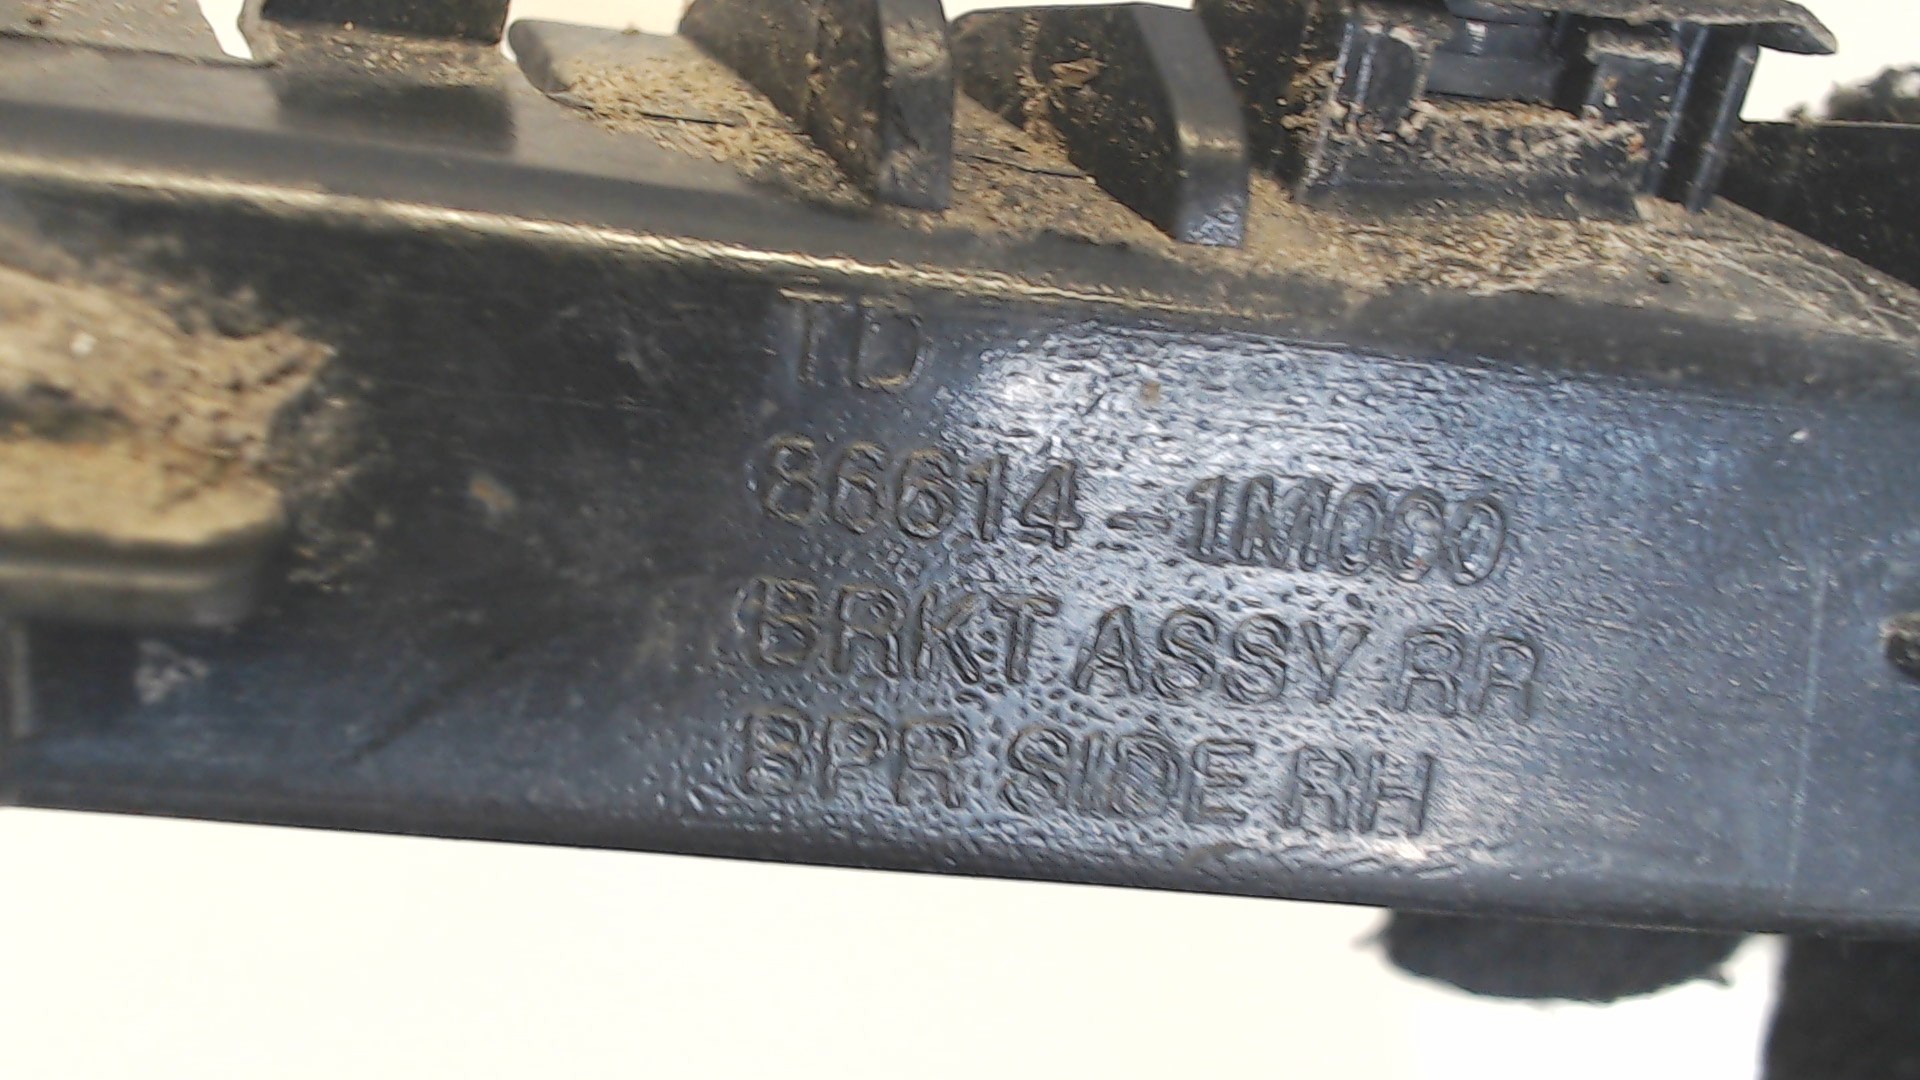 TD
86614-1M000
BRKT ASSY RR
BPR SIDE RH